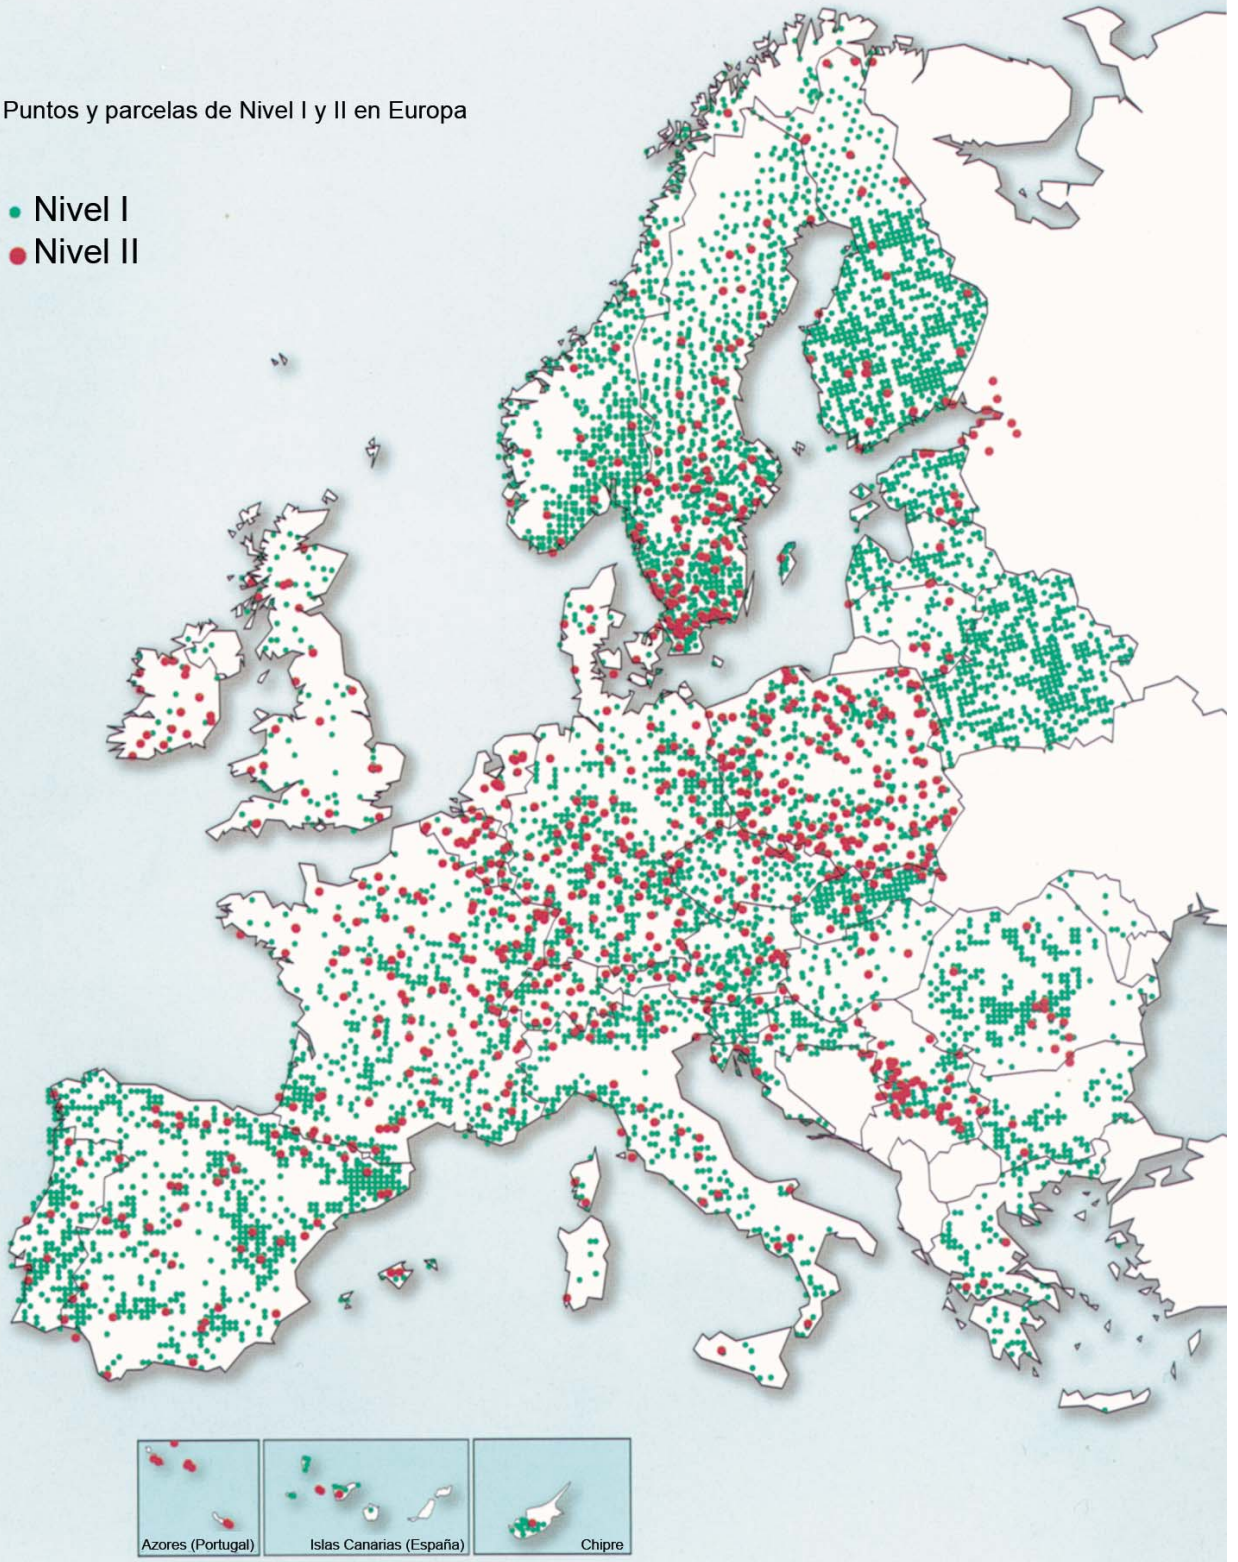 Puntos y parcelas de Nivel I y II en Europa
Nivel I
Nivel II
Azores (Portugal)
Islas Canarias (España)
Chipre